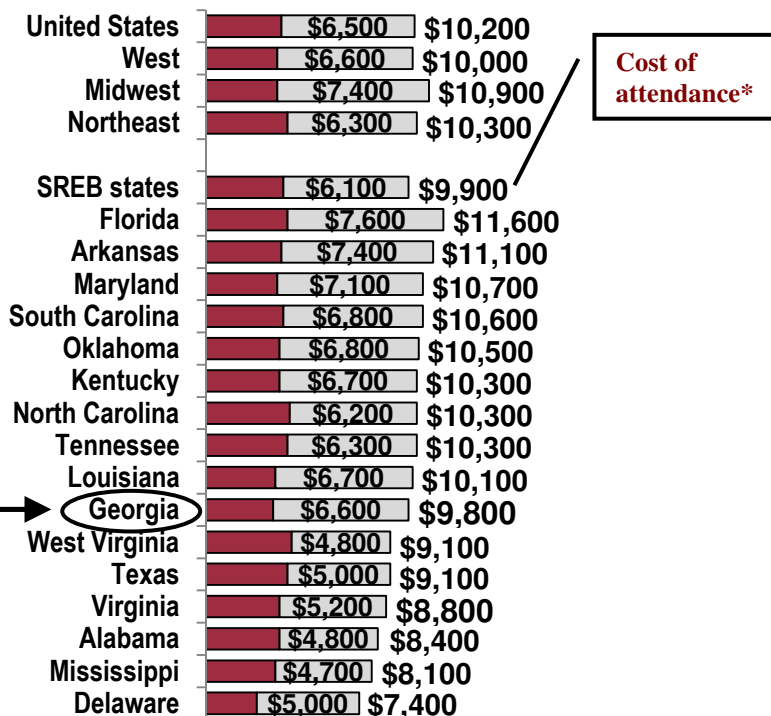 United States $6,500 $10,200
West $6,600 $10,000
Midwest $7,400 $10,900
Northeast $6,300 $10,300
Cost of
attendance*
SREB states $6,100 $9,900
Florida $7,600 $11,600
Arkansas $7,400 $11,100
Maryland $7,100 $10,700
South Carolina $6,800 $10,600
Oklahoma $6,800 $10,500
Kentucky $6,700 $10,300
North Carolina $6,200 $10,300
Tennessee $6,300 $10,300
Louisiana $6,700 $10,100
Georgia $6,600 $9,800
West Virginia $4,800 $9,100
Texas $5,000 $9,100
Virginia $5,200 $8,800
Alabama $4,800 $8,400
Mississippi $4,700 $8,100
Delaware $5,000 $7,400